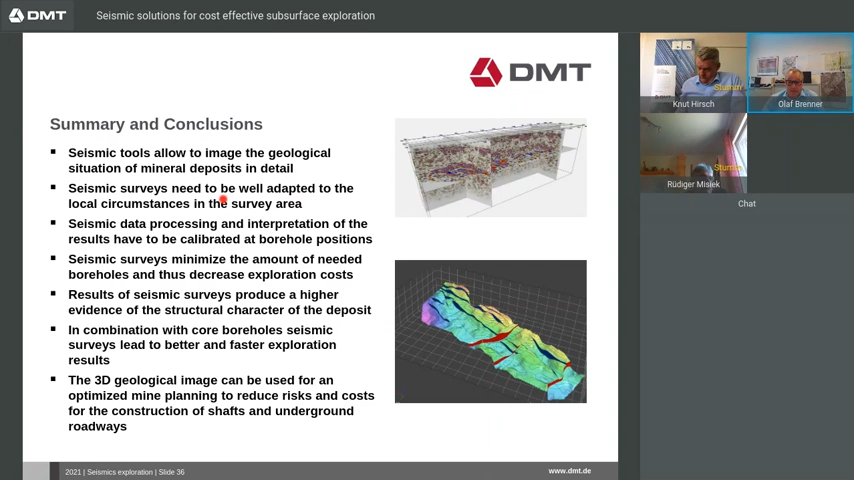 DMT
Seismic solutions for cost effective subsurface exploration
DMT
Summary and Conclusions
Seismic tools allow to image the geological
situation of mineral deposits in detail
Seismic surveys need to be well adapted to the
local circumstances in the survey area
Seismic data processing and interpretation of the
results have to be calibrated at borehole positions
Seismic surveys minimize the amount of needed
boreholes and thus decrease exploration costs
Results of seismic surveys produce a higher
evidence of the structural character of the deposit
In combination with core boreholes seismic
surveys lead to better and faster exploration
results
The 3D geological image can be used for an
optimized mine planning to reduce risks and costs
for the construction of shafts and underground
roadways
2021 | Seismics exploration | Slide 36
www.dmt.de
Stumm
Knut Hirsch
Olaf Brenner
Stumm
Rüdiger Misiek
Chat